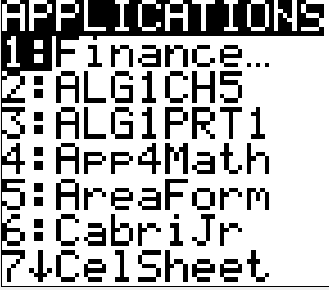 APPLICATIONS
1:Finance…
2:ALG1CH5
3:ALG1PRT1
4:App4Math
5:AreaForm
6:CabriJr
7↓CelSheet